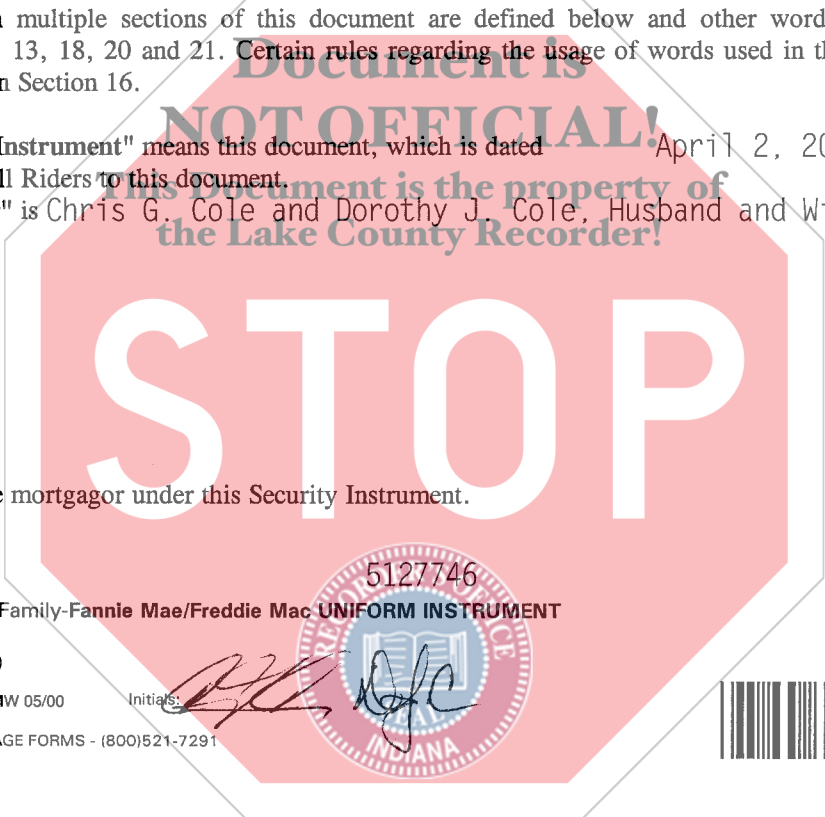 multiple sections of this document are defined below and other word
13, 18, 20 and 21. Certain rules regarding the usage of words used in
n Section 16.
Document is
NOT OFFICIAL!
Instrument" means this document, which is dated April 2, 20
ll Riders to this document.
This Document is the property of
" is Chris G. Cole and Dorothy J. Cole, Husband and W
the Lake County Recorder!
STOP
e mortgagor under this Security Instrument.
5127746
Family-Fannie Mae/Freddie Mac UNIFORM INSTRUMENT
)
W 05/00 Initials:
DJC
GE FORMS - (800)521-7291
SEAL
INDIANA